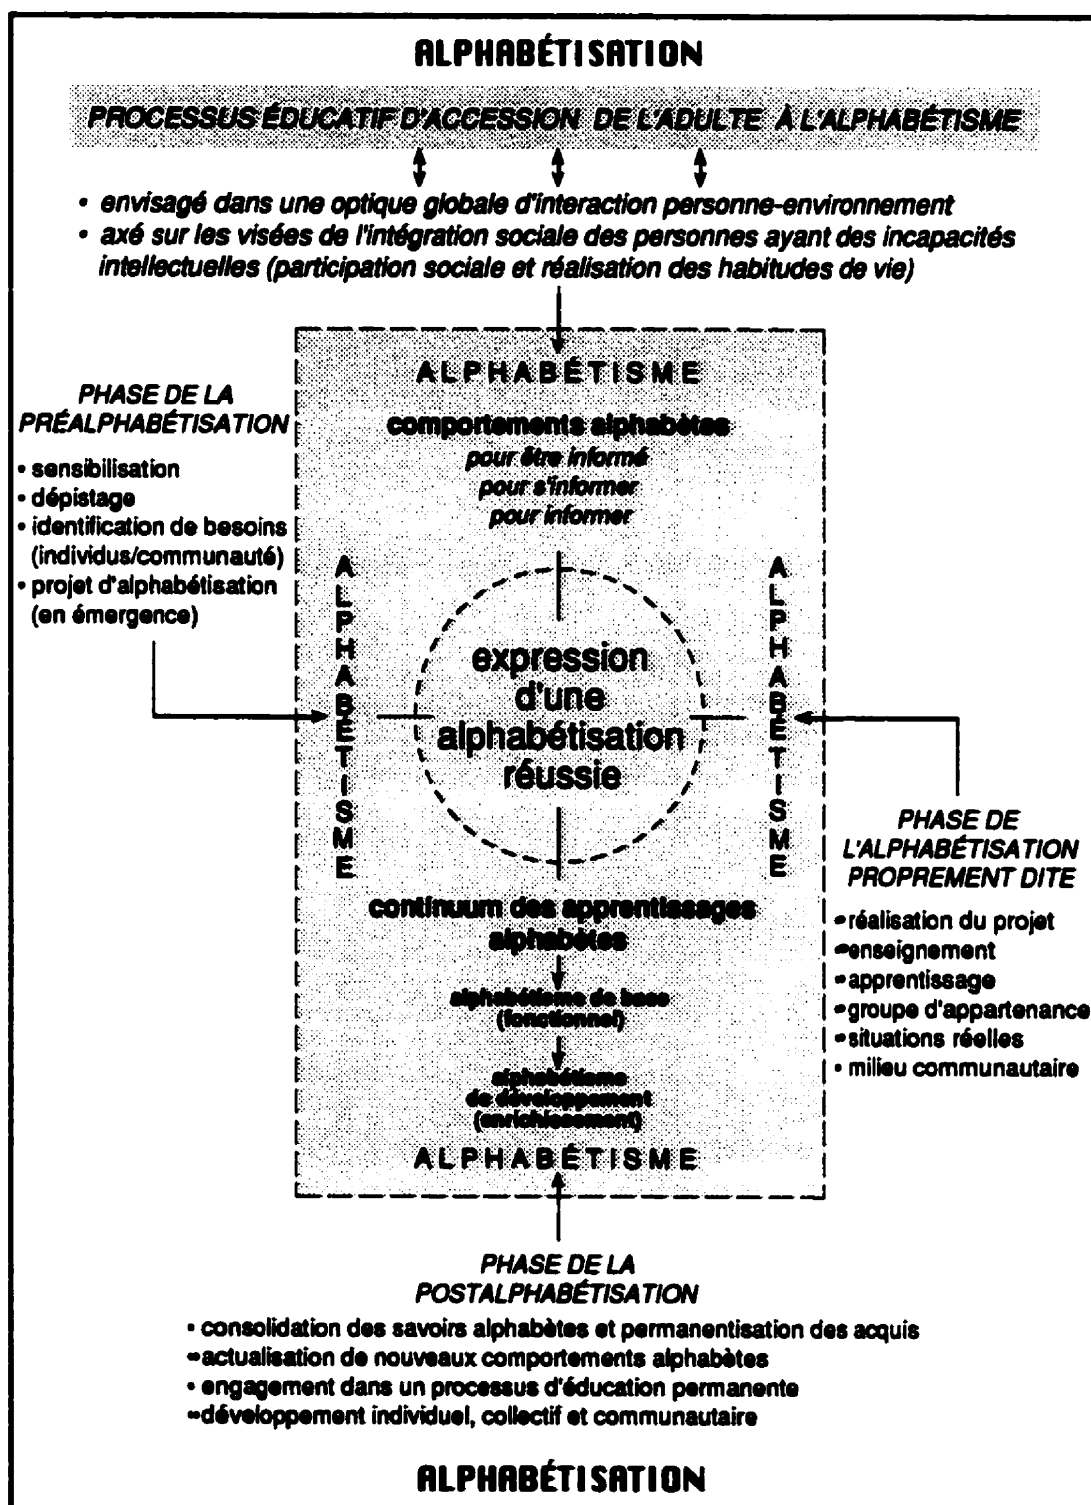 ALPHABÉTISATION
PROCESSUS ÉDUCATIF D'ACCESSION DE L'ADULTE À L'ALPHABÉTISME
• envisagé dans une optique globale d'interaction personne-environnement
• axé sur les visées de l'intégration sociale des personnes ayant des incapacités
intellectuelles (participation sociale et réalisation des habitudes de vie)
PHASE DE LA
PRÉALPHABÉTISATION
• sensibilisation
• dépistage
• identification de besoins
(individus/communauté)
• projet d'alphabétisation
(en émergence)
ALPHABÉTISME
comportements alphabètes
pour être informé
pour s'informer
pour informer
ALPHABÉTISME
expression
d'une
alphabétisation
réussie
ALPHABÉTISME
continuum des apprentissages
alphabètes
alphabétisme de base
(fonctionnel)
alphabétisme
de développement
(enrichissement)
ALPHABÉTISME
PHASE DE
L'ALPHABÉTISATION
PROPREMENT DITE
• réalisation du projet
• enseignement
• apprentissage
• groupe d'appartenance
• situations réelles
• milieu communautaire
PHASE DE LA
POSTALPHABÉTISATION
• consolidation des savoirs alphabètes et permanentisation des acquis
• actualisation de nouveaux comportements alphabètes
• engagement dans un processus d'éducation permanente
• développement individuel, collectif et communautaire
ALPHABÉTISATION